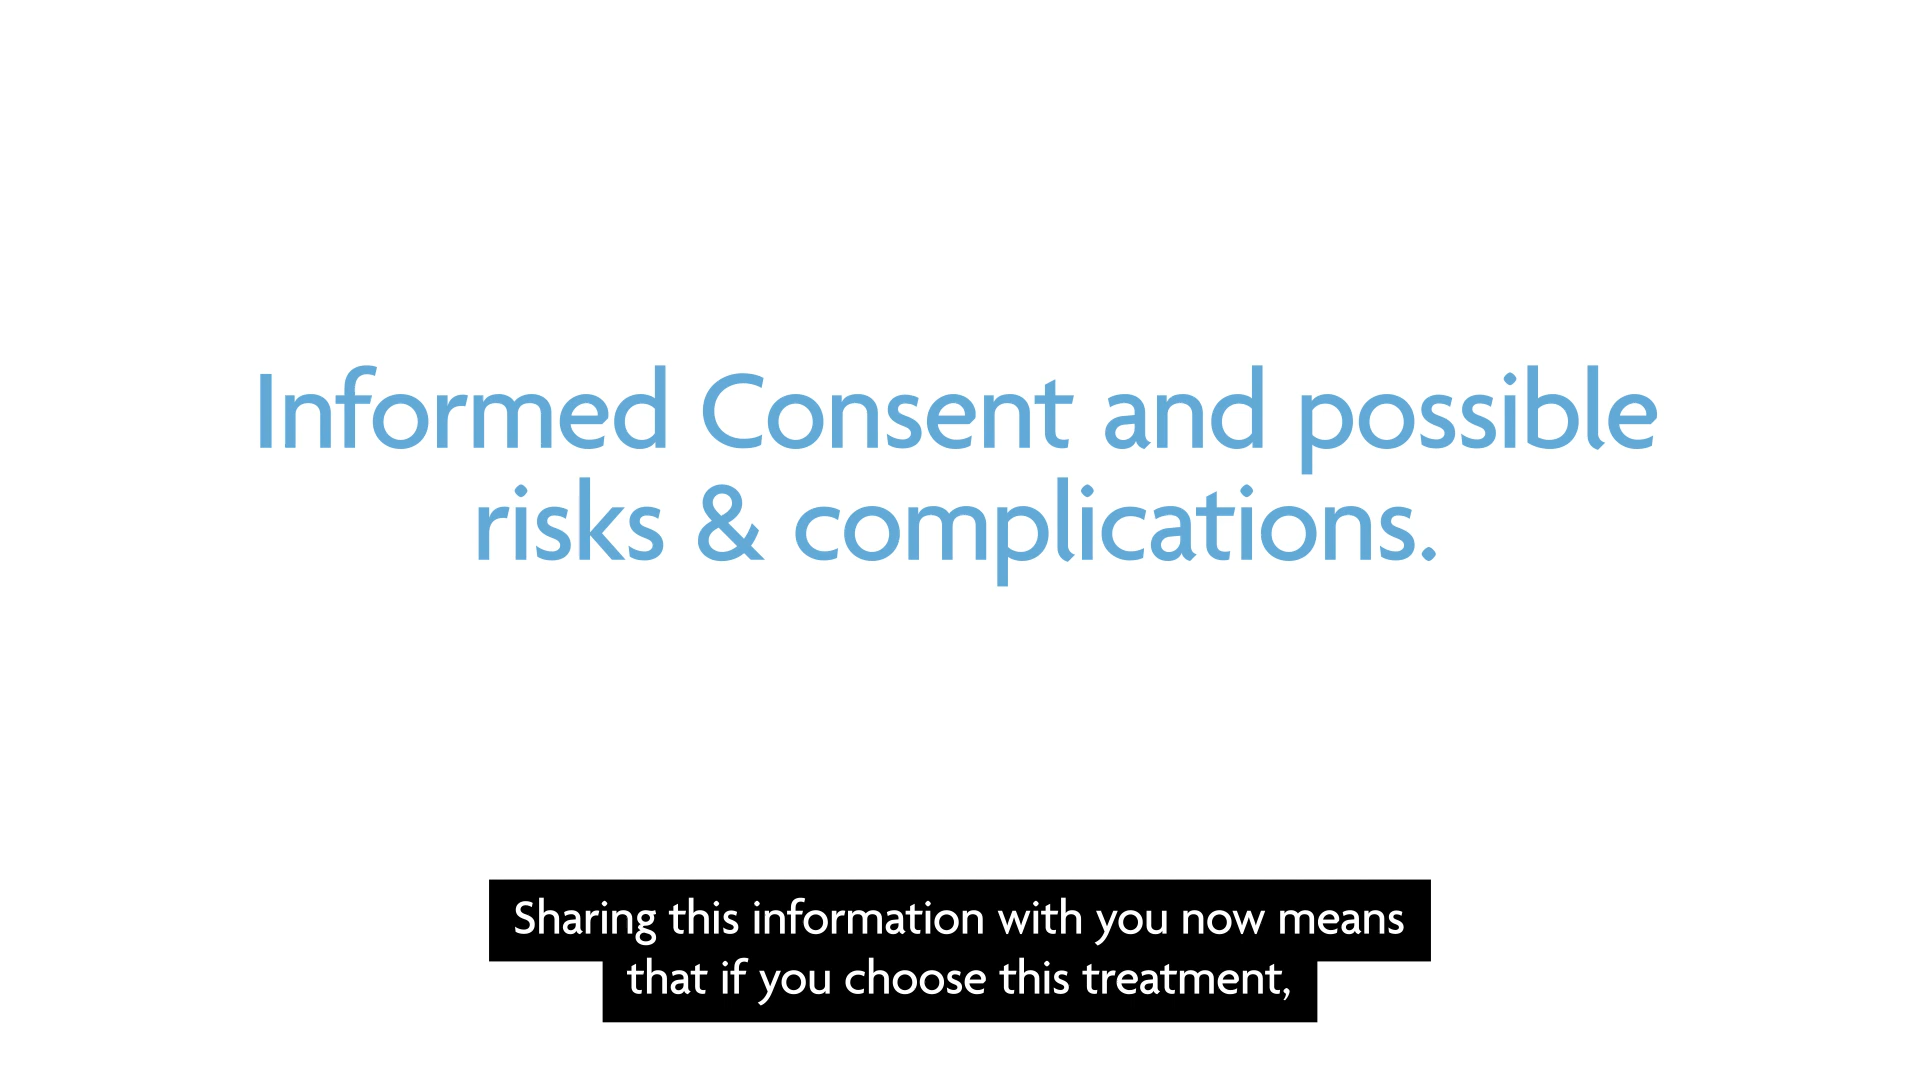 Informed Consent and possible
risks & complications.
Sharing this information with you now means
that if you choose this treatment,